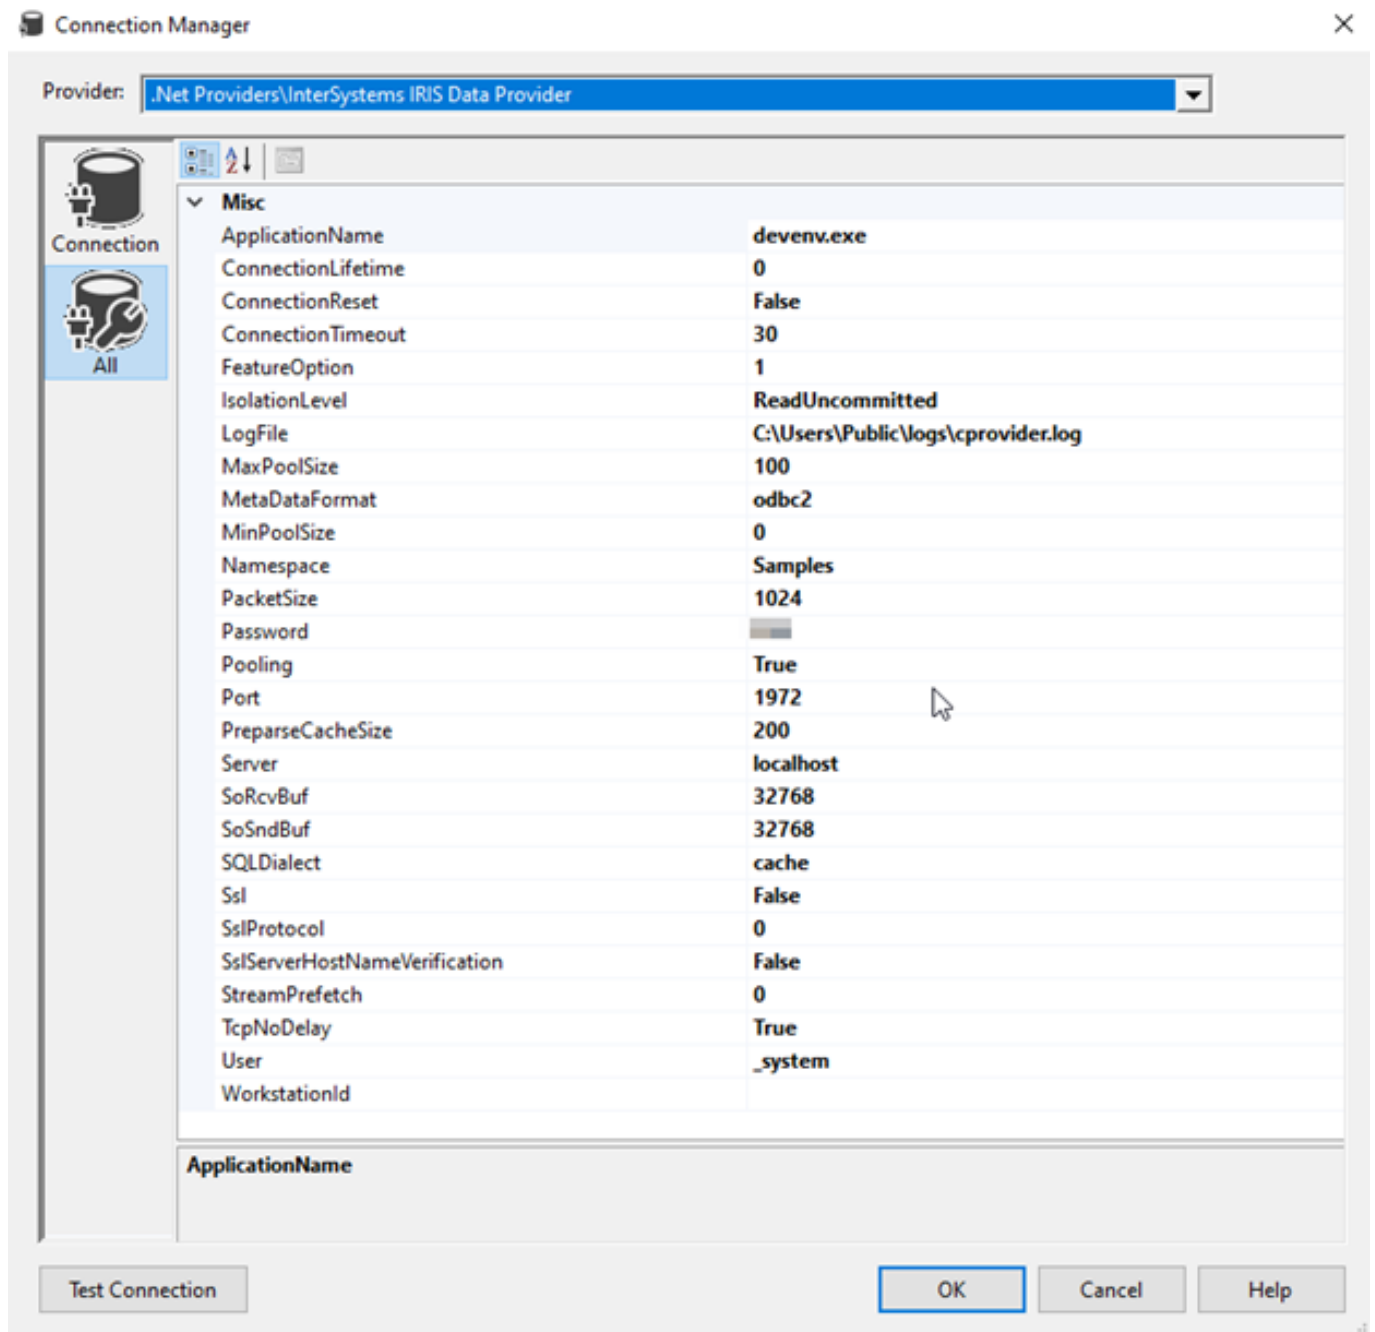 Connection Manager
Provider: .Net Providers\InterSystems IRIS Data Provider
Connection
All
Misc
ApplicationName devenv.exe
ConnectionLifetime 0
ConnectionReset False
ConnectionTimeout 30
FeatureOption 1
IsolationLevel ReadUncommitted
LogFile C:\Users\Public\logs\cprovider.log
MaxPoolSize 100
MetaDataFormat odbc2
MinPoolSize 0
Namespace Samples
PacketSize 1024
Password
Pooling True
Port 1972
PreparseCacheSize 200
Server localhost
SoRcvBuf 32768
SoSndBuf 32768
SQLDialect cache
Ssl False
SslProtocol 0
SslServerHostNameVerification False
StreamPrefetch 0
TcpNoDelay True
User _system
WorkstationId
ApplicationName
Test Connection OK Cancel Help